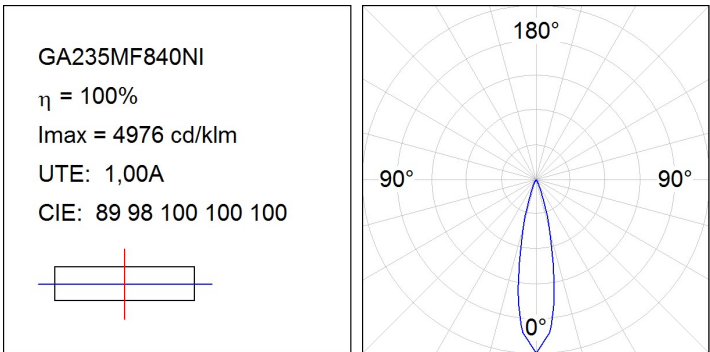 GA235MF840NI
η = 100%
Imax = 4976 cd/klm
UTE: 1,00A
CIE: 89 98 100 100 100
180°
90° 90°
0°